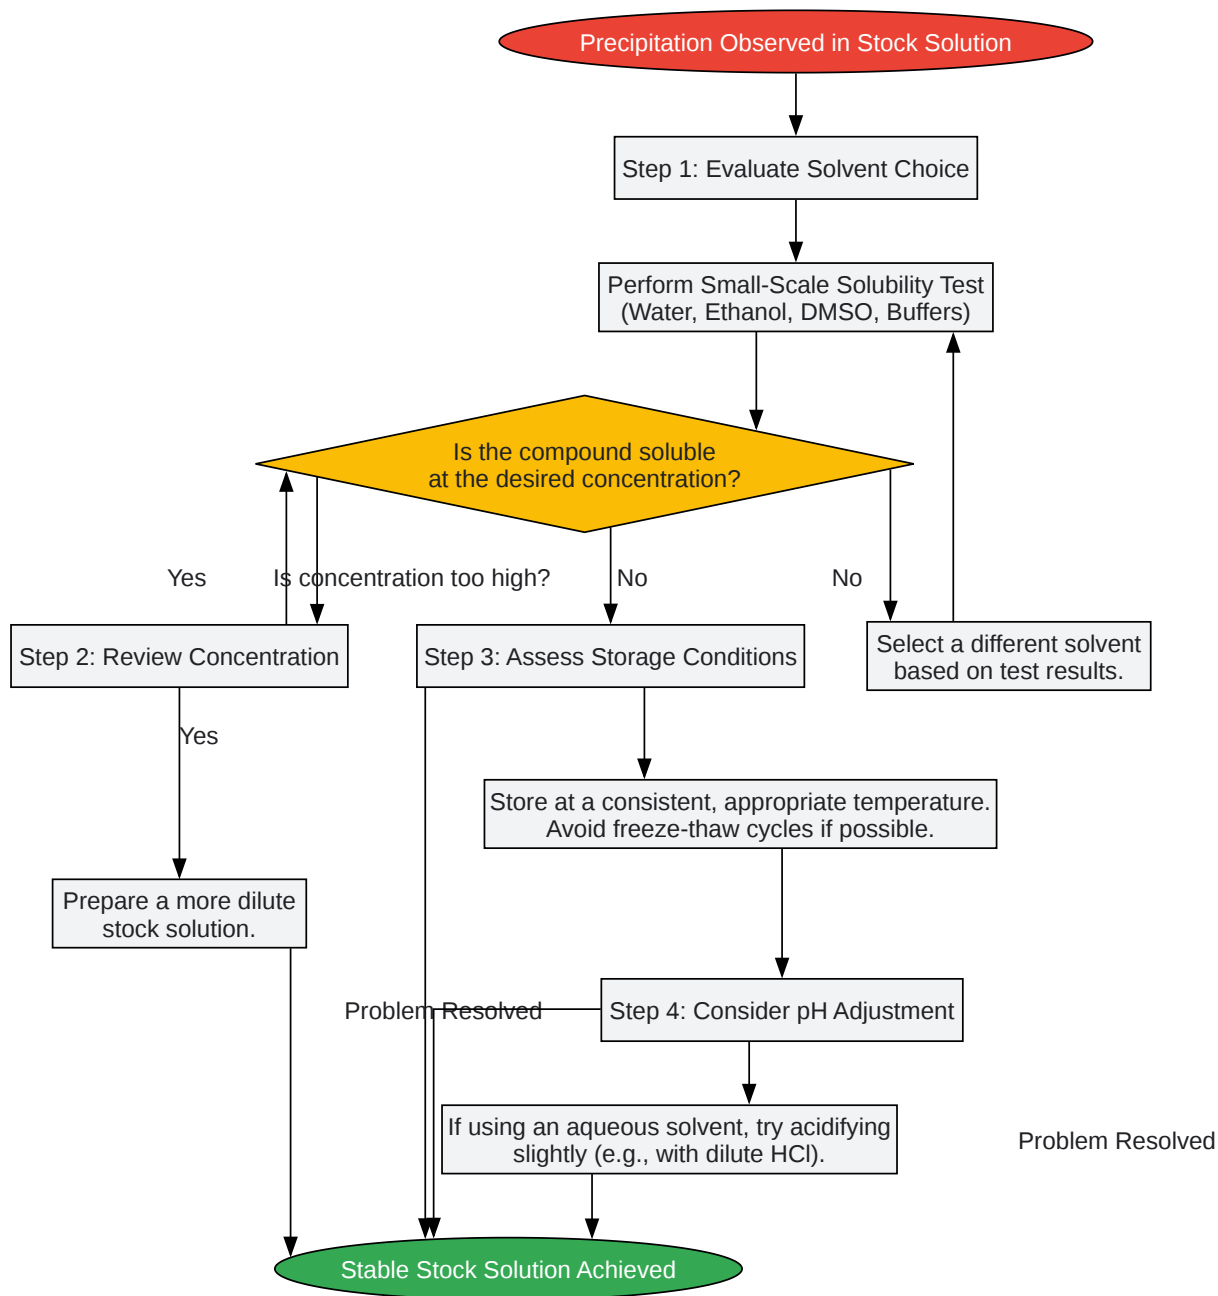 Precipitation Observed in Stock Solution
Step 1: Evaluate Solvent Choice
Perform Small-Scale Solubility Test
(Water, Ethanol, DMSO, Buffers)
Is the compound soluble
at the desired concentration?
Yes
Is concentration too high?
No
No
Step 2: Review Concentration
Step 3: Assess Storage Conditions
Select a different solvent
based on test results.
Yes
Store at a consistent, appropriate temperature.
Avoid freeze-thaw cycles if possible.
Prepare a more dilute
stock solution.
Problem Resolved
Step 4: Consider pH Adjustment
If using an aqueous solvent, try acidifying
slightly (e.g., with dilute HCl).
Problem Resolved
Stable Stock Solution Achieved